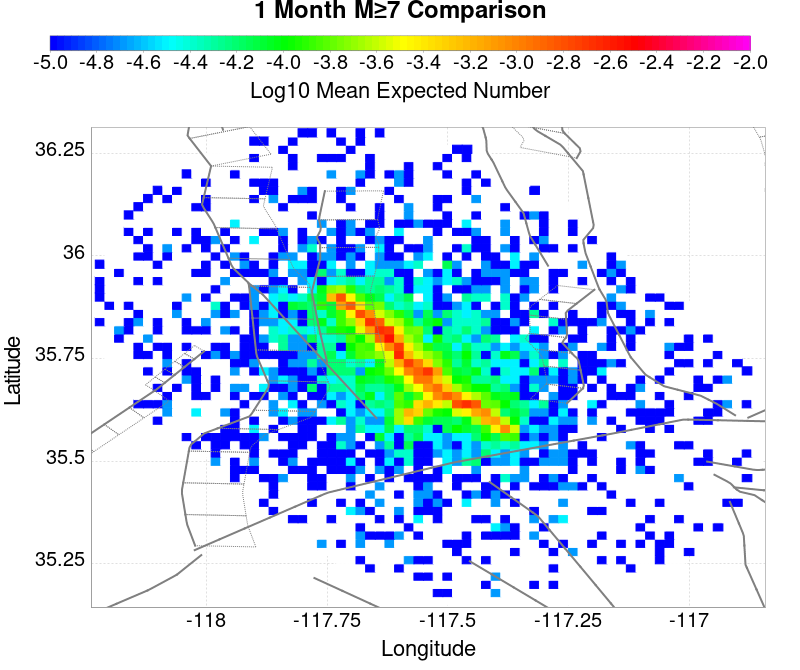 1 Month M≥7 Comparison
-5.0 -4.8 -4.6 -4.4 -4.2 -4.0 -3.8 -3.6 -3.4 -3.2 -3.0 -2.8 -2.6 -2.4 -2.2 -2.0
Log10 Mean Expected Number
36.25
36
35.75
35.5
35.25
Latitude
-118 -117.75 -117.5 -117.25 -117
Longitude